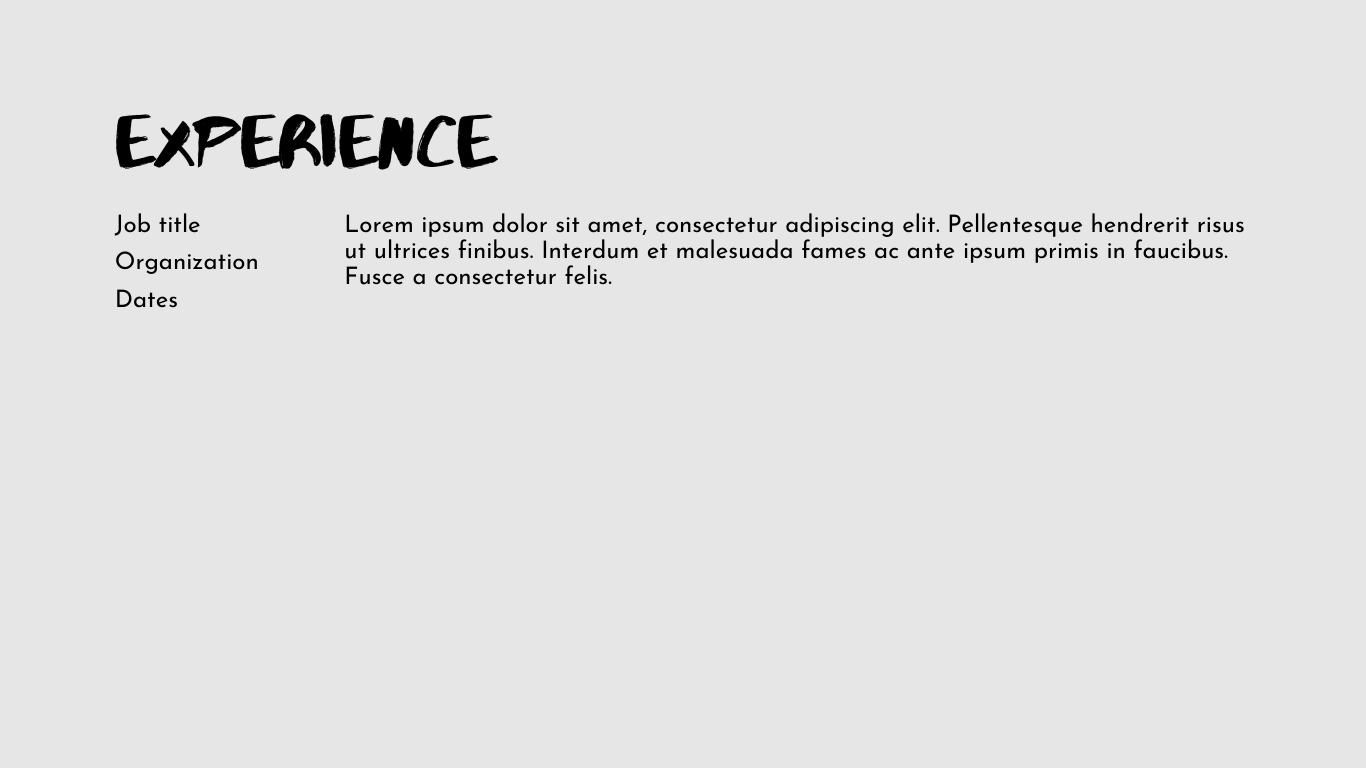 EXPERIENCE
Job title
Organization
Dates
Lorem ipsum dolor sit amet, consectetur adipiscing elit. Pellentesque hendrerit risus
ut ultrices finibus. Interdum et malesuada fames ac ante ipsum primis in faucibus.
Fusce a consectetur felis.